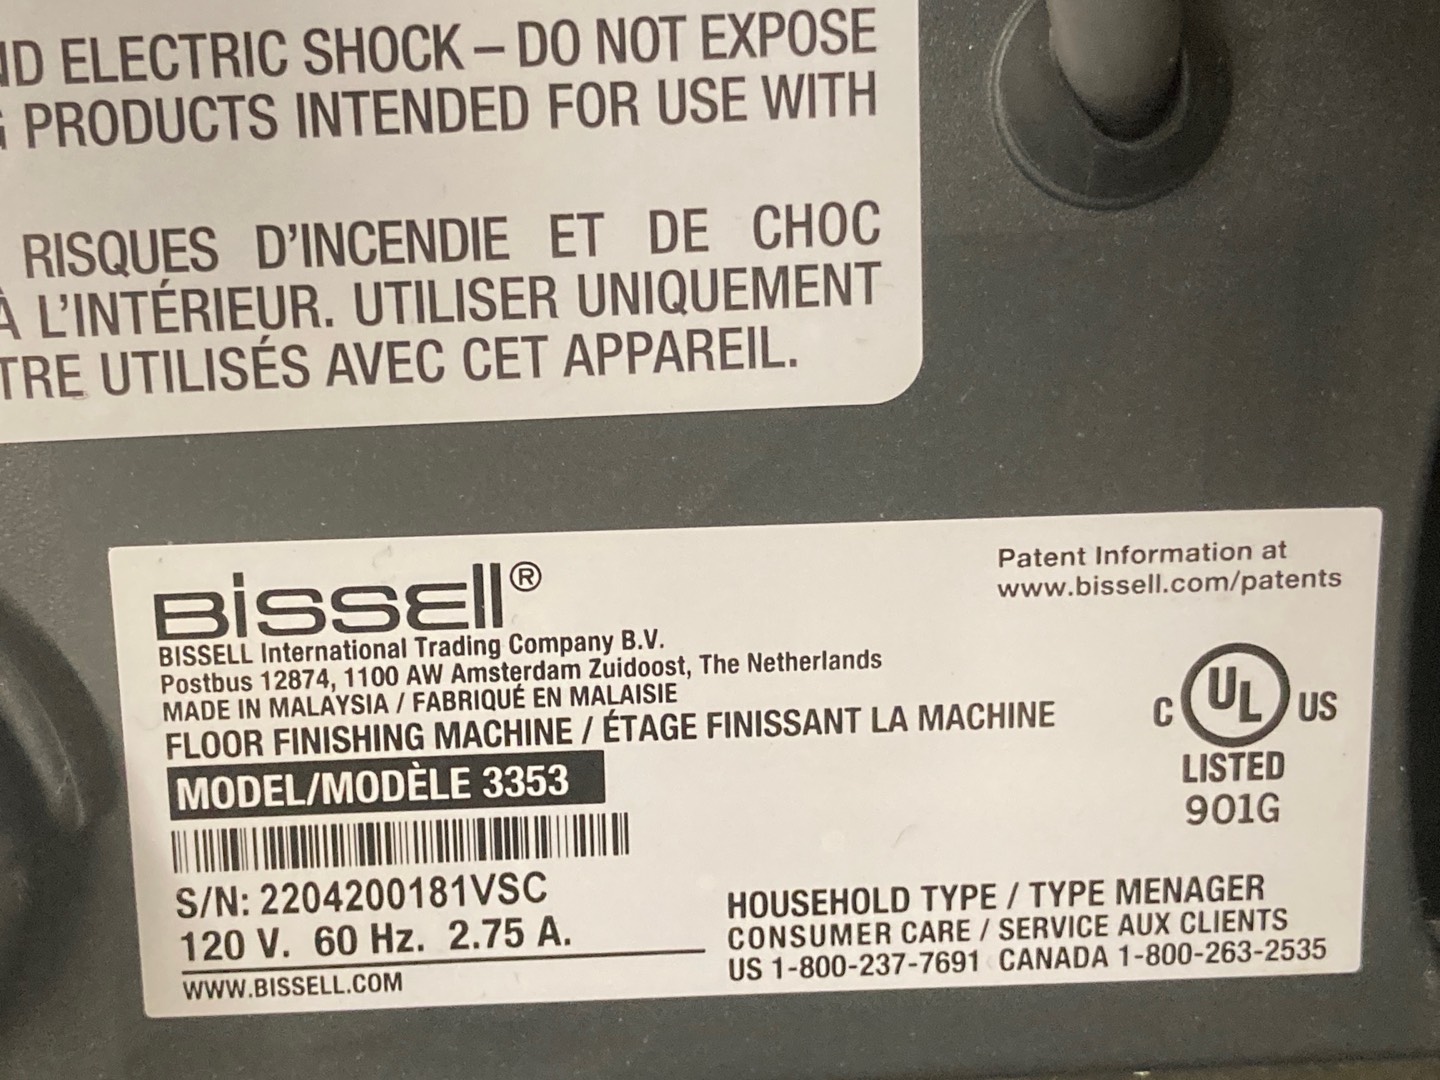 ND ELECTRIC SHOCK – DO NOT EXPOSE
PRODUCTS INTENDED FOR USE WITH
RISQUES D'INCENDIE ET DE CHOC
À L'INTÉRIEUR. UTILISER UNIQUEMENT
TRE UTILISÉS AVEC CET APPAREIL.
BISSELL®
Patent Information at
www.bissell.com/patents
BISSELL International Trading Company B.V.
Postbus 12874, 1100 AW Amsterdam Zuidoost, The Netherlands
MADE IN MALAYSIA / FABRIQUÉ EN MALAISIE
FLOOR FINISHING MACHINE / ÉTAGE FINISSANT LA MACHINE
MODEL/MODÈLE 3353
C UL US
LISTED
901G
S/N: 2204200181VSC
120 V. 60 Hz. 2.75 A.
WWW.BISSELL.COM
HOUSEHOLD TYPE / TYPE MENAGER
CONSUMER CARE / SERVICE AUX CLIENTS
US 1-800-237-7691 CANADA 1-800-263-2535